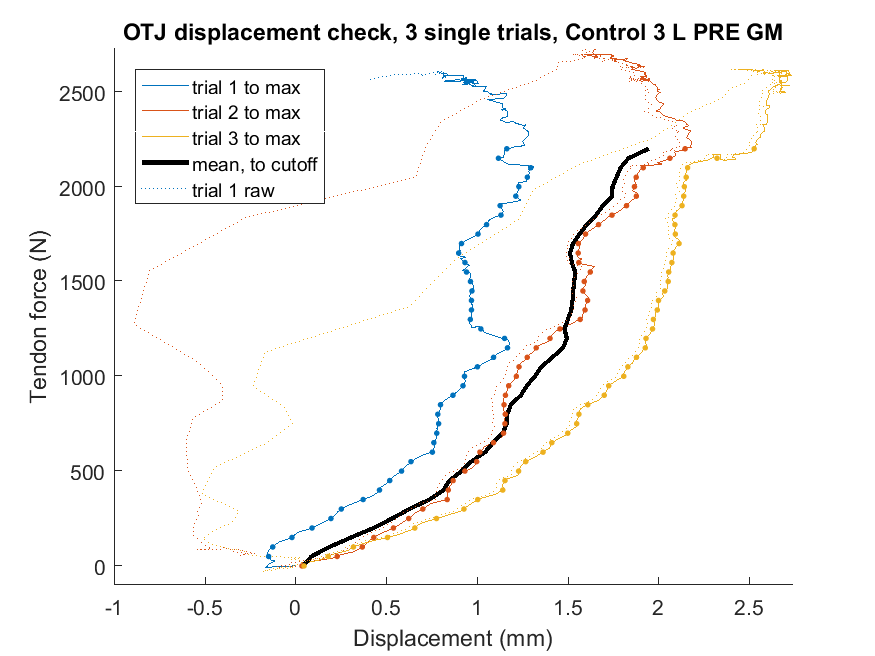 OTJ displacement check, 3 single trials, Control 3 L PRE GM
trial 1 to max
trial 2 to max
trial 3 to max
mean, to cutoff
trial 1 raw
Tendon force (N)
2500
2000
1500
1000
500
0
-1 -0.5 0 0.5 1 1.5 2 2.5
Displacement (mm)